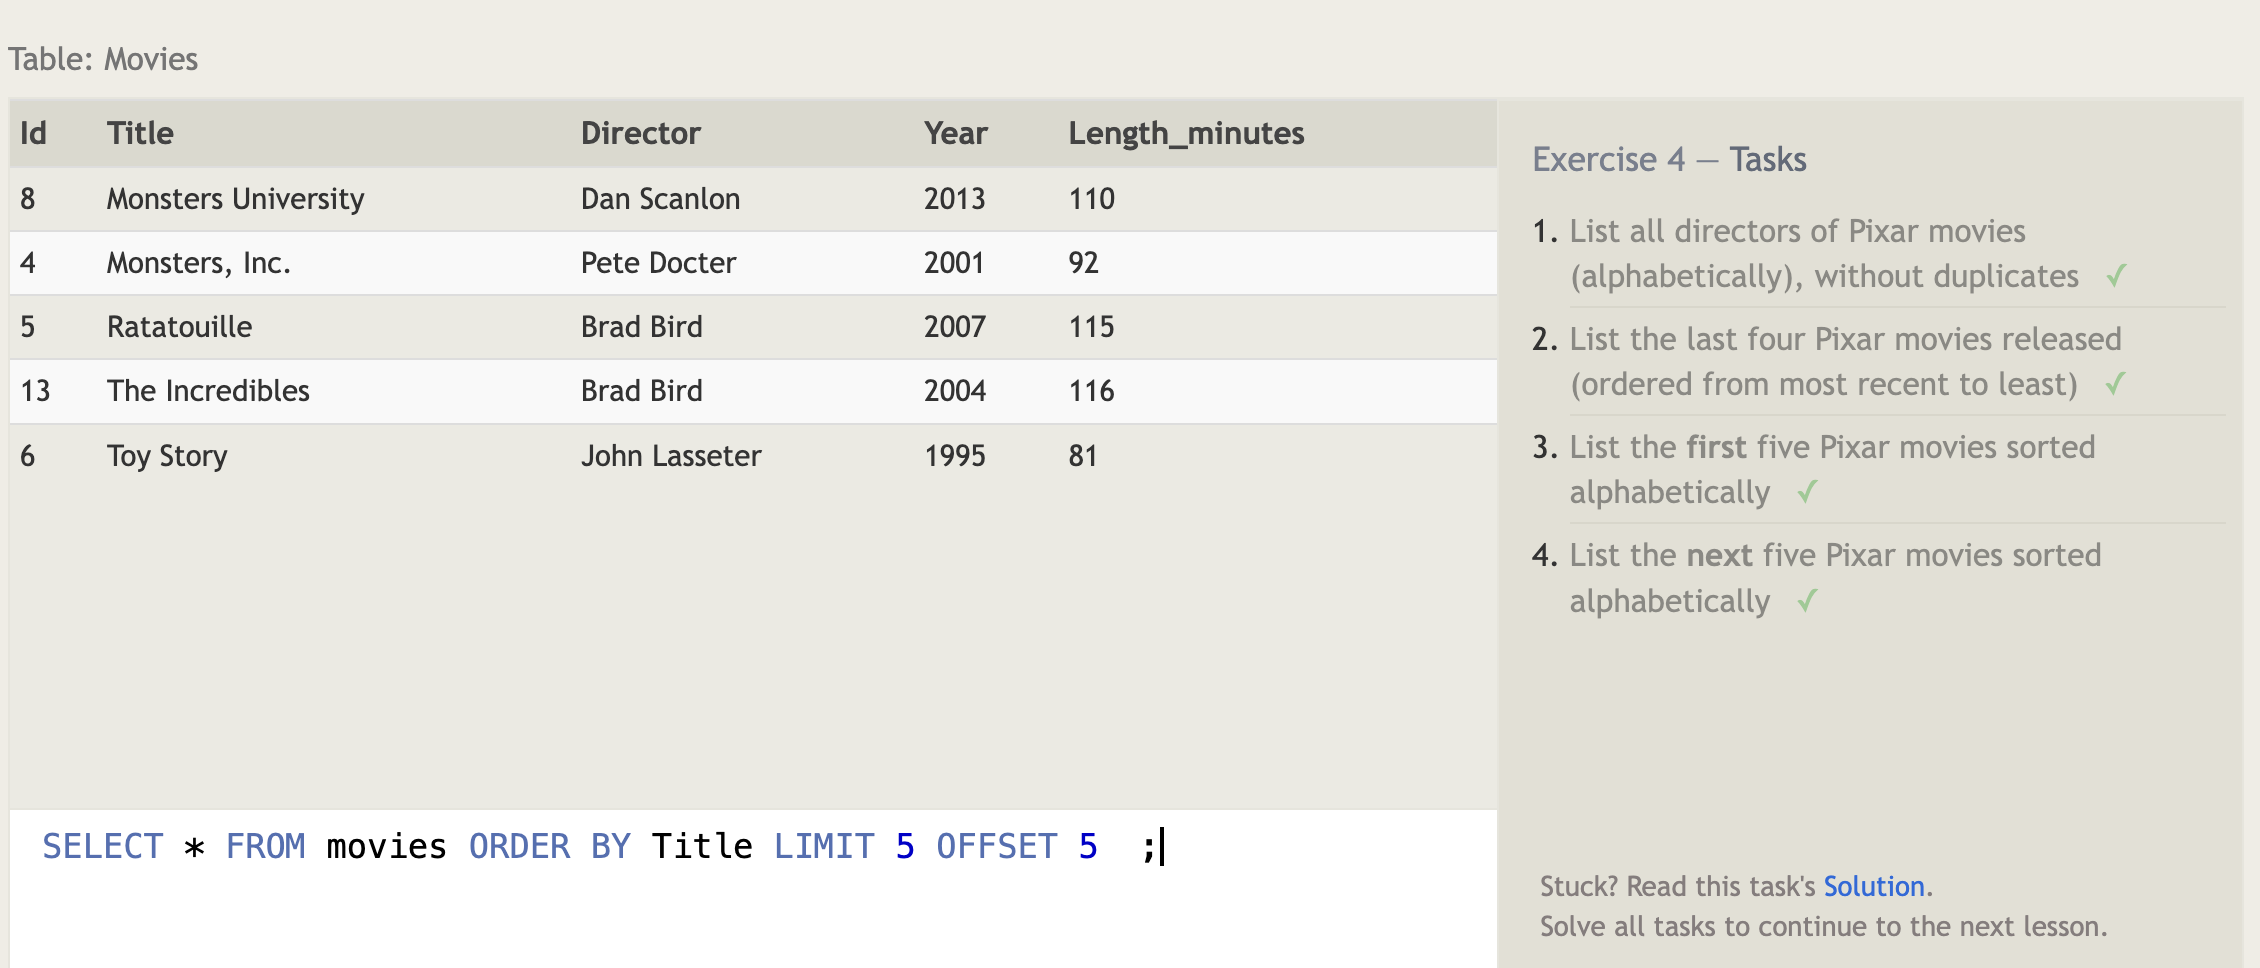 Table: Movies
Id Title Director Year Length_minutes
8 Monsters University Dan Scanlon 2013 110
4 Monsters, Inc. Pete Docter 2001 92
5 Ratatouille Brad Bird 2007 115
13 The Incredibles Brad Bird 2004 116
6 Toy Story John Lasseter 1995 81
SELECT * FROM movies ORDER BY Title LIMIT 5 OFFSET 5  ;
Exercise 4 — Tasks
1. List all directors of Pixar movies
(alphabetically), without duplicates ✓
2. List the last four Pixar movies released
(ordered from most recent to least) ✓
3. List the first five Pixar movies sorted
alphabetically ✓
4. List the next five Pixar movies sorted
alphabetically ✓
Stuck? Read this task's Solution.
Solve all tasks to continue to the next lesson.